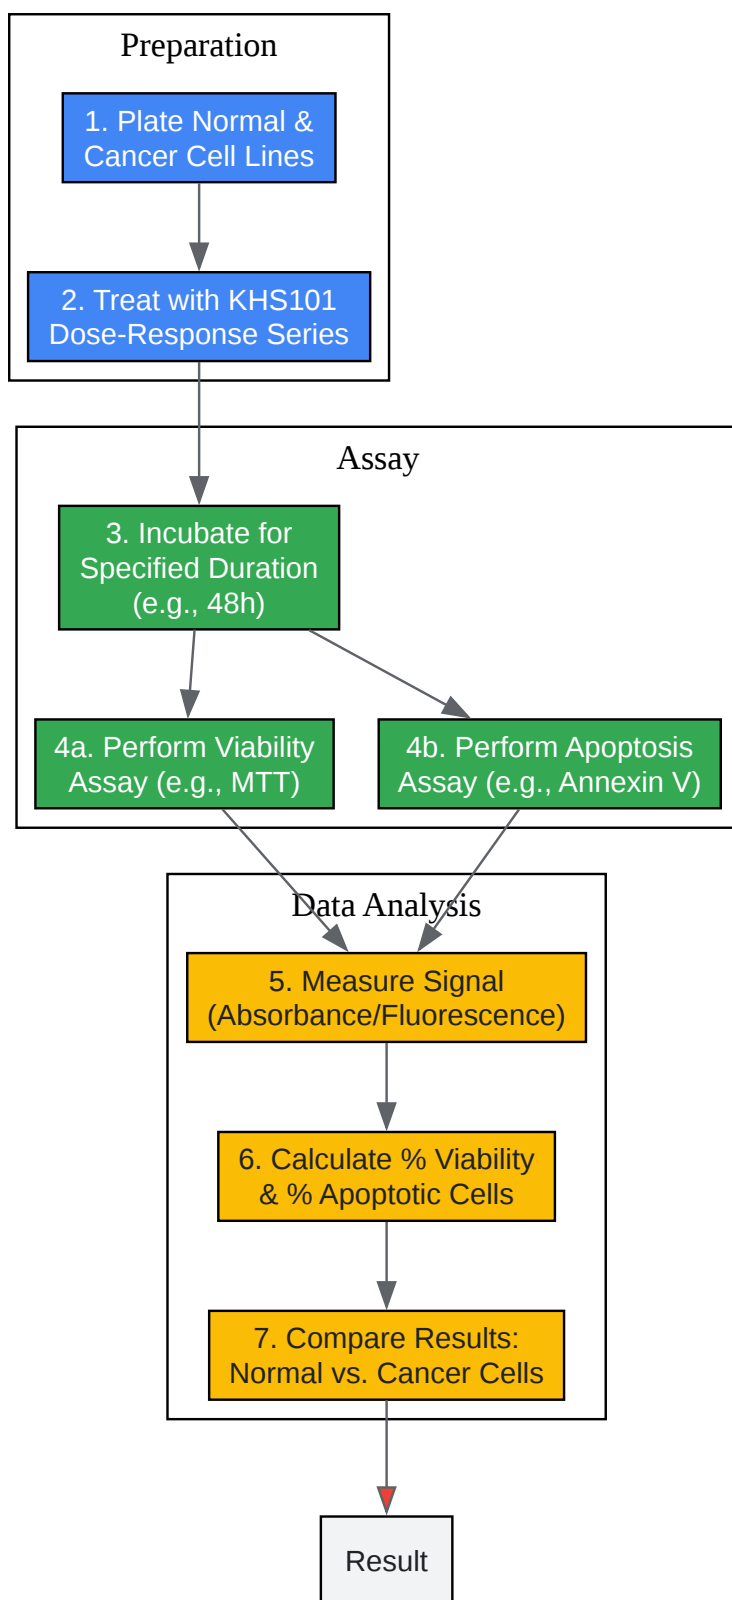 Preparation
1. Plate Normal &
Cancer Cell Lines
2. Treat with KHS101
Dose-Response Series
Assay
3. Incubate for
Specified Duration
(e.g., 48h)
4a. Perform Viability
Assay (e.g., MTT)
4b. Perform Apoptosis
Assay (e.g., Annexin V)
Data Analysis
5. Measure Signal
(Absorbance/Fluorescence)
6. Calculate % Viability
& % Apoptotic Cells
7. Compare Results:
Normal vs. Cancer Cells
Result